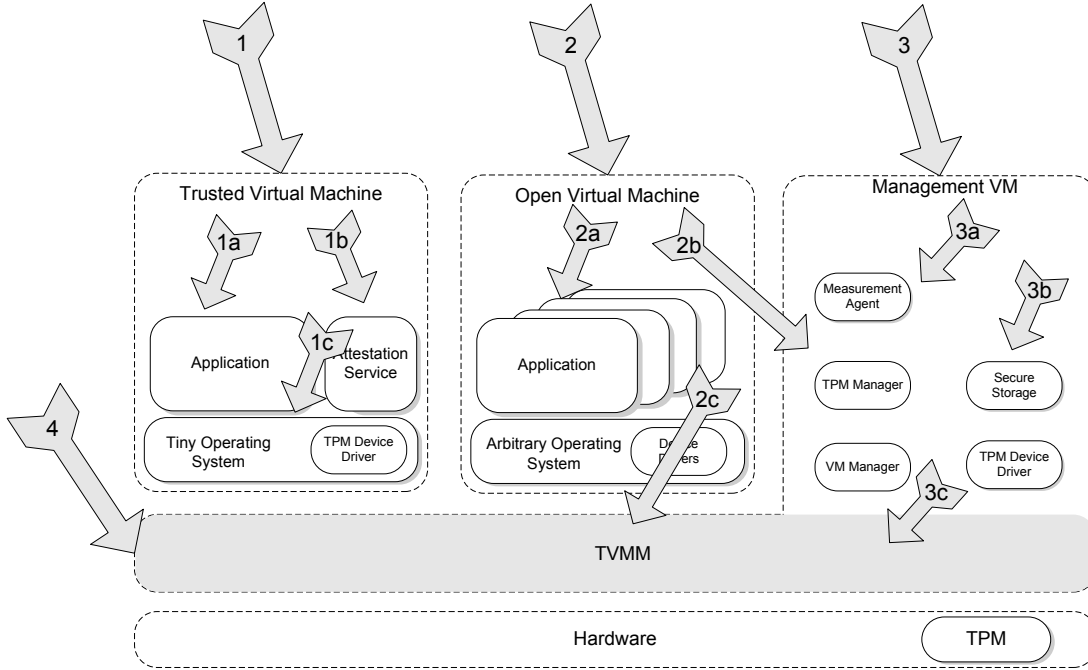 1
2
3
Trusted Virtual Machine
Open Virtual Machine
Management VM
1a
1b
2a
2b
3a
Measurement
Agent
3b
1c
Application
Attestation
Service
Application
TPM Manager
Secure
Storage
2c
4
Tiny Operating
System
TPM Device
Driver
Arbitrary Operating
System
Device
Drivers
VM Manager
TPM Device
Driver
3c
TVMM
Hardware
TPM